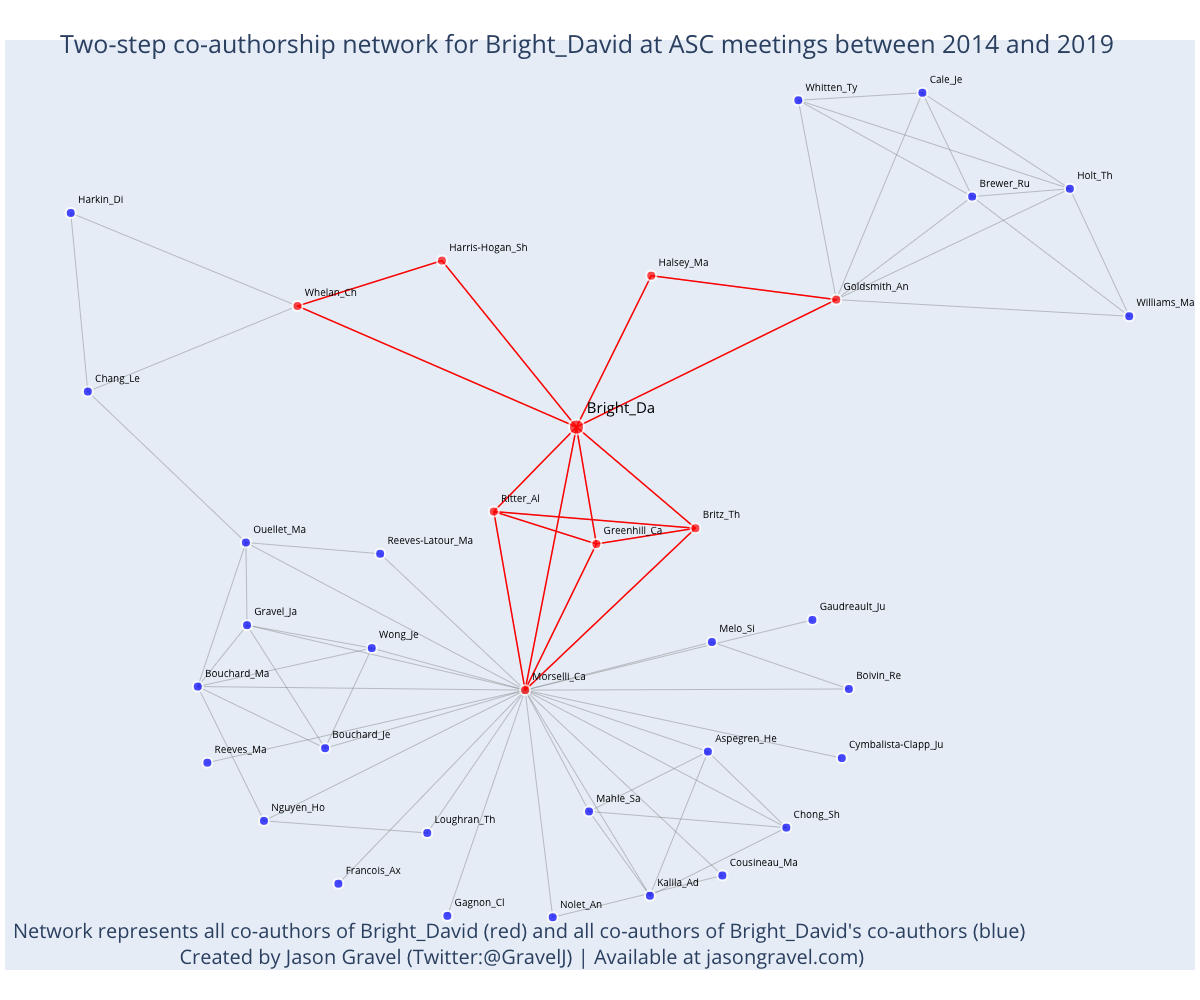 Two-step co-authorship network for Bright_David at ASC meetings between 2014 and 2019
Cale_Je
Whitten_Ty
Holt_Th
Brewer_Ru
Harkin_Di
Harris-Hogan_Sh
Halsey_Ma
Goldsmith_An
Whelan_Ch
Williams_Ma
Chang_Le
Bright_Da
Ritter_Al
Britz_Th
Greenhill_Ca
Ouellet_Ma
Reeves-Latour_Ma
Gravel_Ja
Gaudreault_Ju
Wong_Je
Melo_Si
Bouchard_Ma
Morselli_Ca
Boivin_Re
Bouchard_Je
Aspegren_He
Reeves_Ma
Cymbalista-Clapp_Ju
Mahle_Sa
Nguyen_Ho
Loughran_Th
Chong_Sh
Francois_Ax
Cousineau_Ma
Kalila_Ad
Gagnon_Cl
Nolet_An
Network represents all co-authors of Bright_David (red) and all co-authors of Bright_David's co-authors (blue)
Created by Jason Gravel (Twitter:@GravelJ) | Available at jasongravel.com)